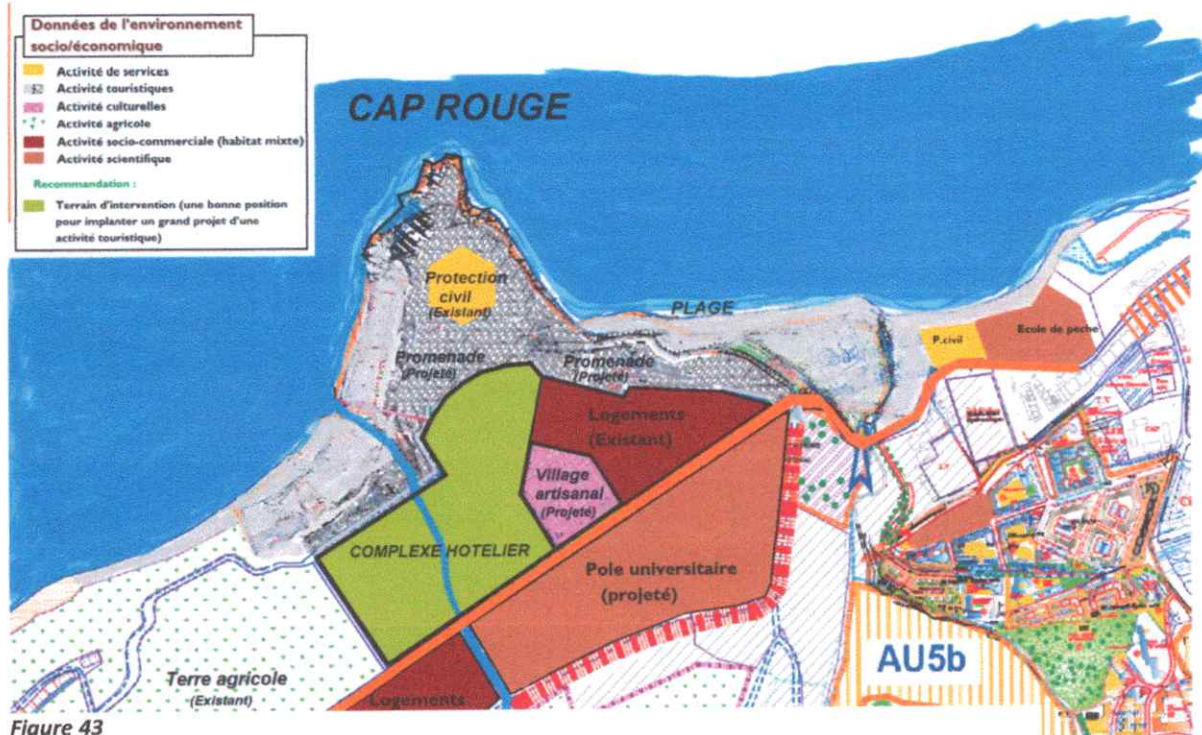 Données de l'environnement
socio/économique
Activité de services
Activité touristiques
Activité culturelles
Activité agricole
Activité socio-commerciale (habitat mixte)
Activité scientifique
Recommandation :
Terrain d'intervention (une bonne position
pour implanter un grand projet d'une
activité touristique)
CAP ROUGE
Protection
civil
(Existant)
PLAGE
P.civil
Ecole de peche
Promenade
(Projeté)
Promenade
(Projeté)
Logements
(Existant)
Village
artisanal
(Projeté)
COMPLEXE HOTELIER
Pole universitaire
(projeté)
AU5b
Terre agricole
(Existant)
Logements
Figure 43